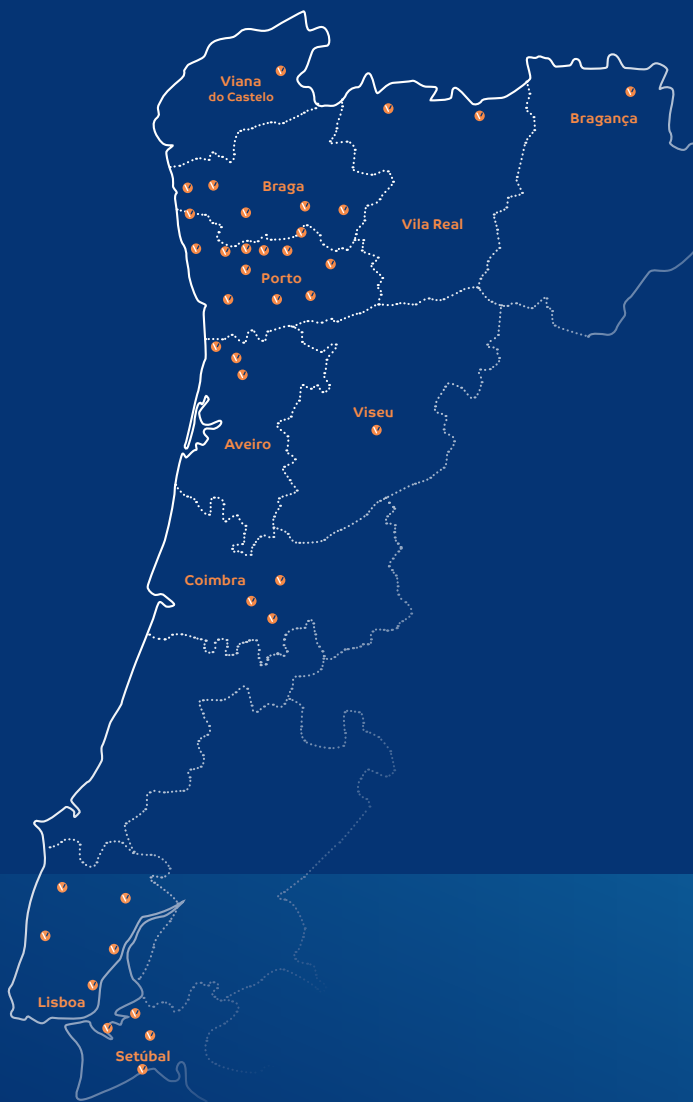 Viana
do Castelo
Bragança
Braga
Vila Real
Porto
Viseu
Aveiro
Coimbra
Lisboa
Setúbal